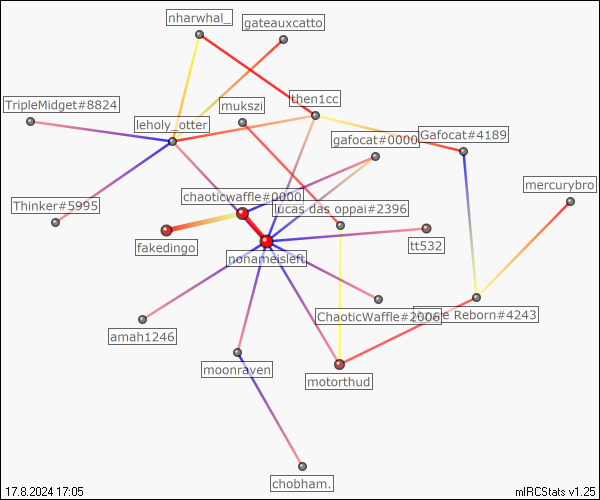 nharwhal_
gateauxcatto
TripleMidget#8824
mukszi
then1cc
leholy_otter
gafocat#0000
Gafocat#4189
mercurybro
Thinker#5995
chaoticwaffle#0000
lucas das oppai#2396
fakedingo
nonameisleft
tt532
amah1246
ChaoticWaffle#2006
Reborn#4243
moonraven
motorthud
chobham.
17.8.2024 17:05
mIRCStats v1.25